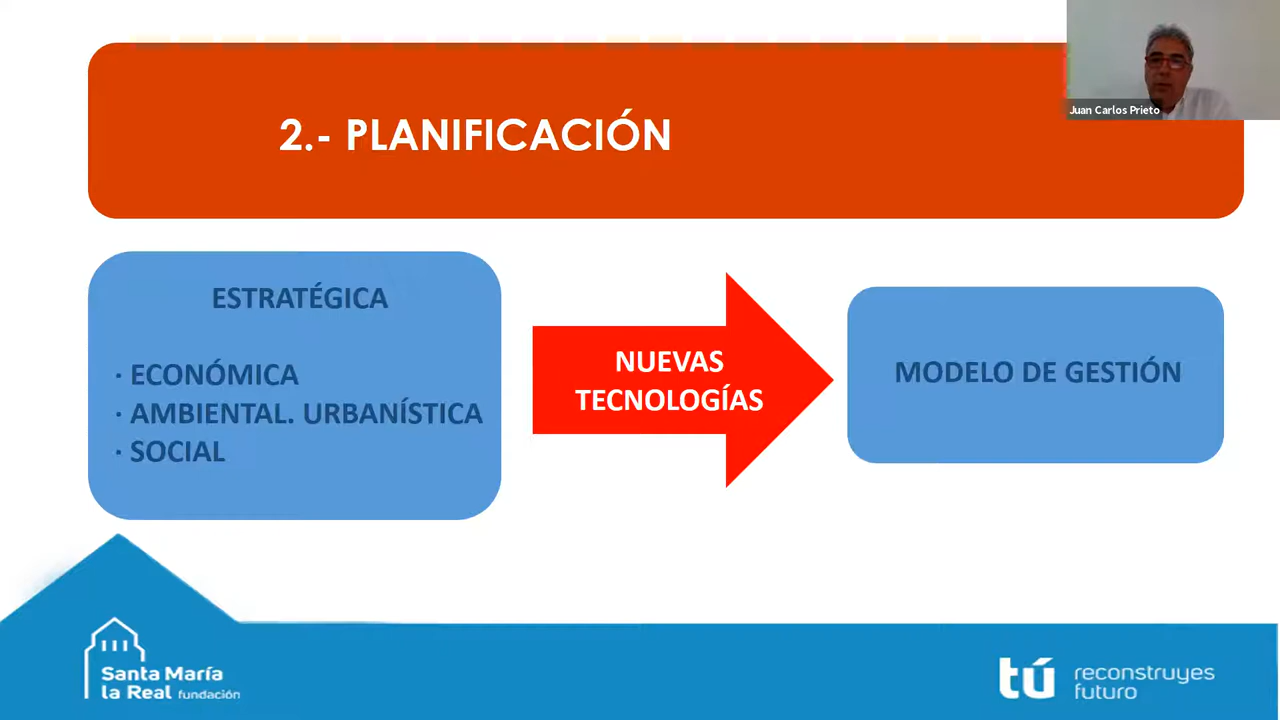 Juan Carlos Prieto
2.- PLANIFICACIÓN
ESTRATÉGICA
· ECONÓMICA
· AMBIENTAL. URBANÍSTICA
· SOCIAL
NUEVAS
TECNOLOGÍAS
MODELO DE GESTIÓN
Santa María
la Real fundación
tú reconstruyes
futuro